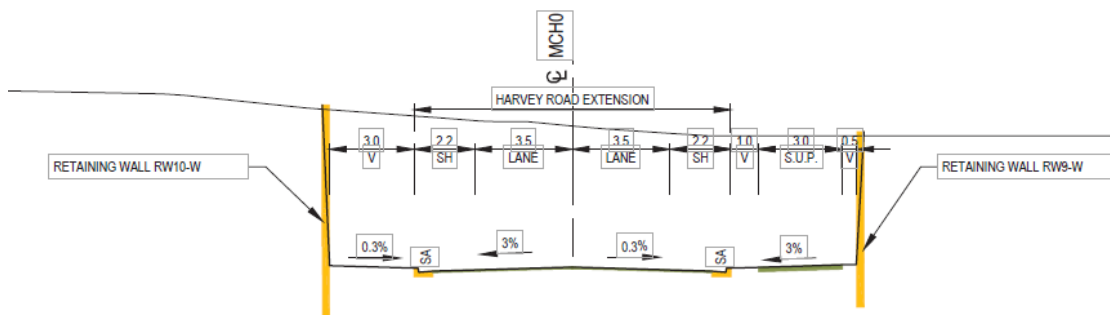 MCH0
CL
HARVEY ROAD EXTENSION
3.0 2.2 3.5 3.5 2.2 1.0 3.0 0.5
V SH LANE LANE SH V S.U.P. V
RETAINING WALL RW10-W
RETAINING WALL RW9-W
0.3% 3% 0.3% 3%
SA SA